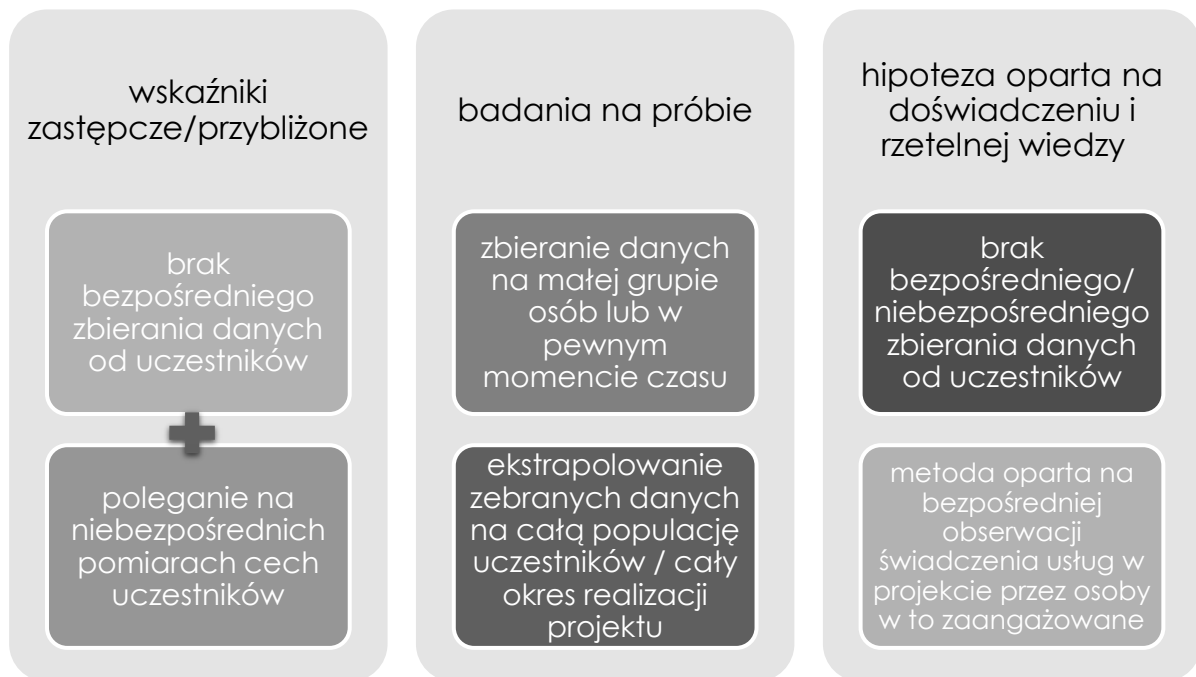 wskaźniki
zastępcze/przybliżone
brak
bezpośredniego
zbierania danych
od uczestników
poleganie na
niebezpośrednich
pomiarach cech
uczestników
badania na próbie
zbieranie danych
na małej grupie
osób lub w
pewnym
momencie czasu
ekstrapolowanie
zebranych danych
na całą populację
uczestników / cały
okres realizacji
projektu
hipoteza oparta na
doświadczeniu i
rzetelnej wiedzy
brak
bezpośredniego/
niebezpośredniego
zbierania danych
od uczestników
metoda oparta na
bezpośredniej
obserwacji
świadczenia usług w
projekcie przez osoby
w to zaangażowane